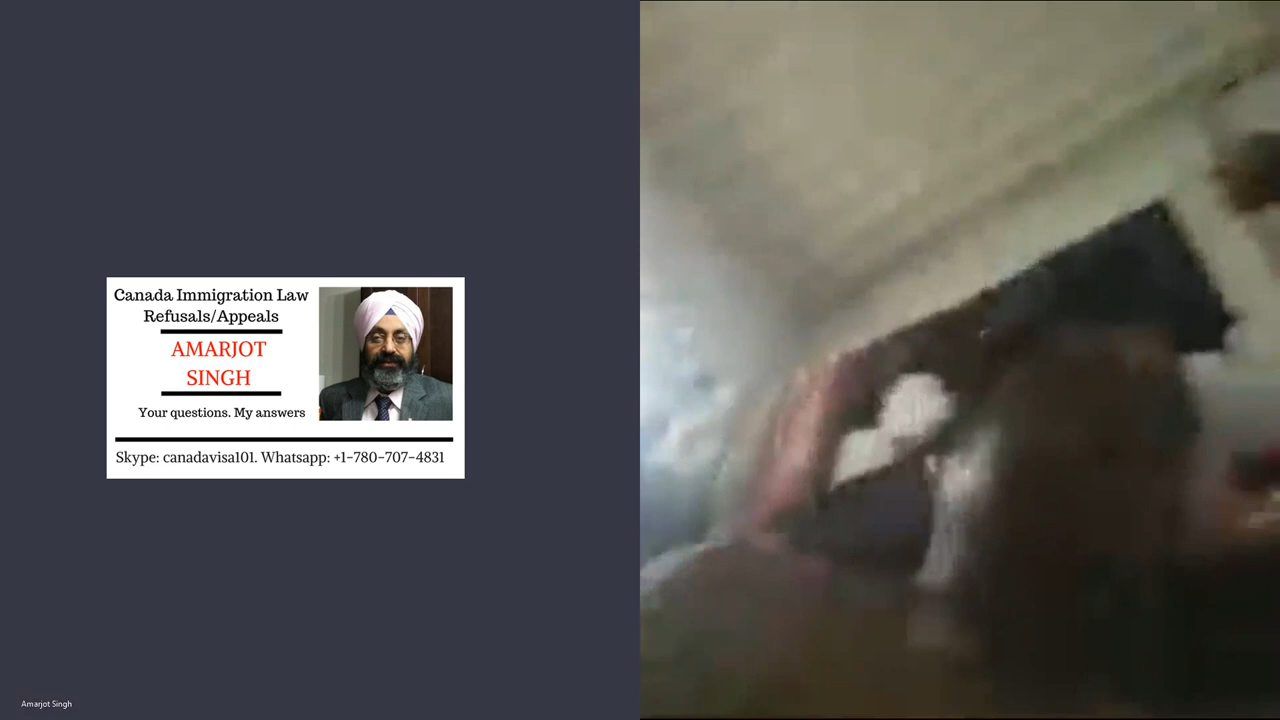 Canada Immigration Law
Refusals/Appeals
AMARJOT
SINGH
Your questions. My answers
Skype: canadavisa101. Whatsapp: +1-780-707-4831
Amarjot Singh